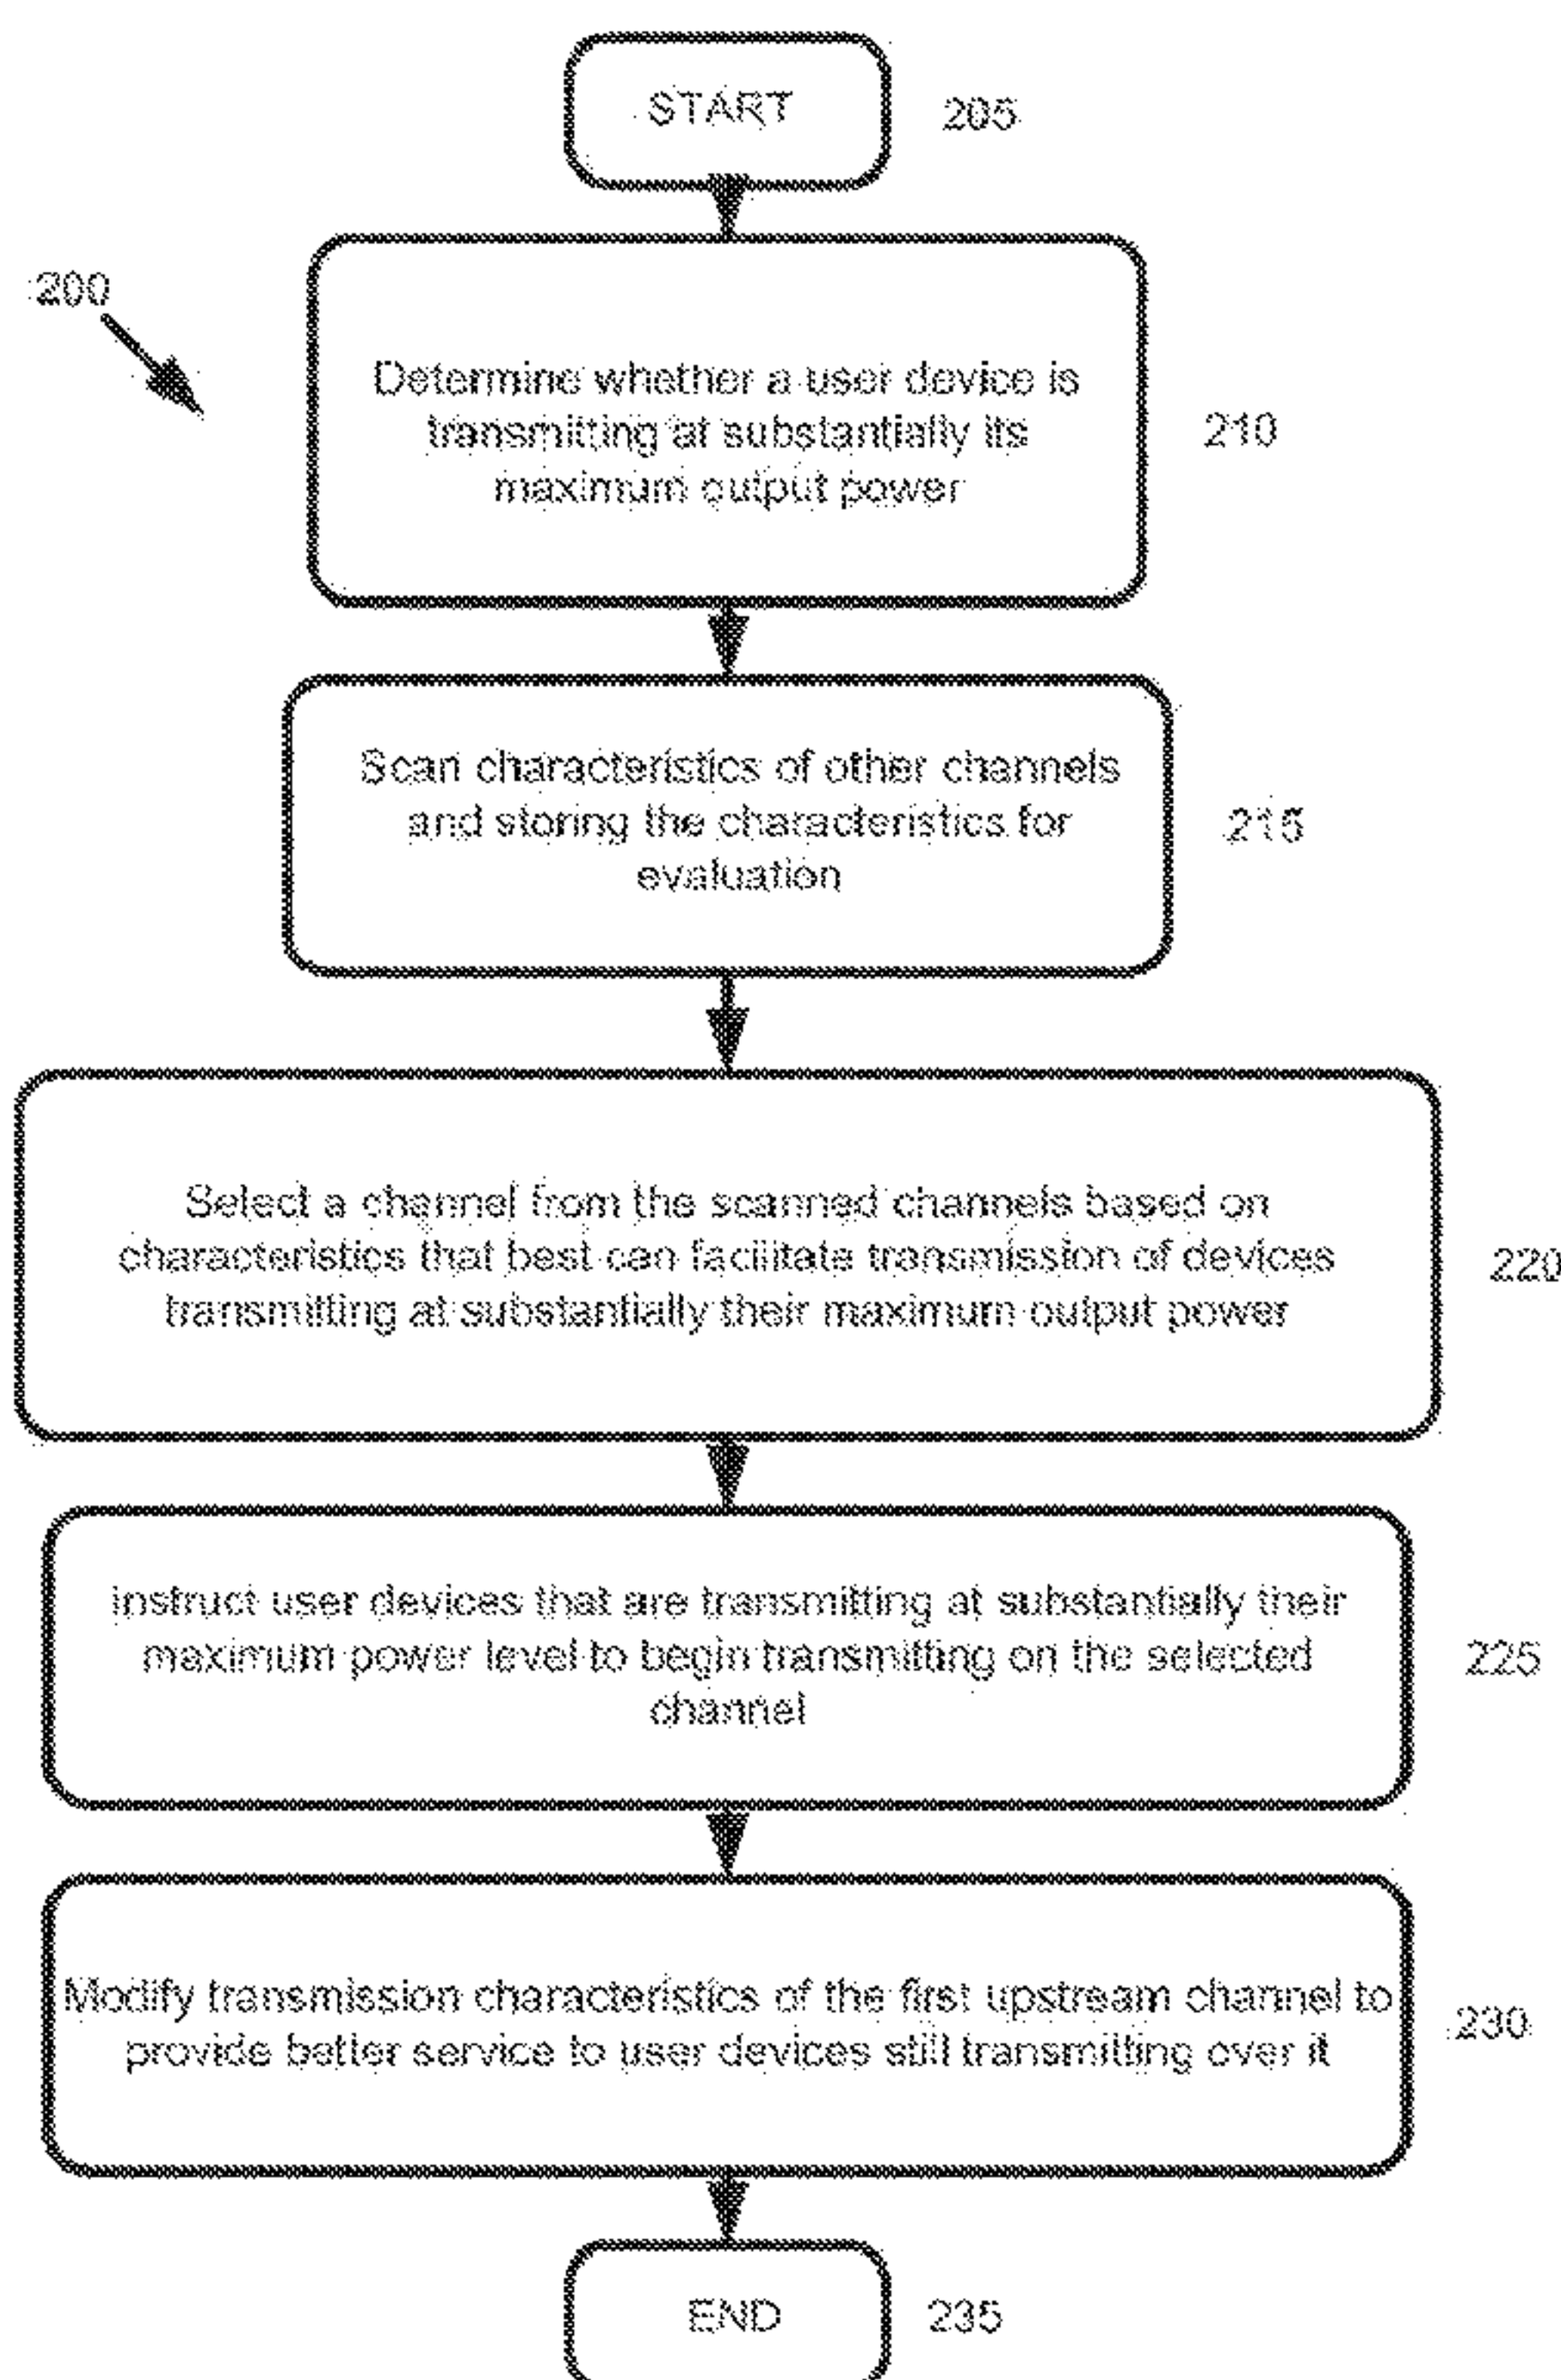 START
205
200
Determine whether a user device is
transmitting at substantially its
maximum output power
210
Scan characteristics of other channels
and storing the characteristics for
evaluation
215
Select a channel from the scanned channels based on
characteristics that best can facilitate transmission of devices
transmitting at substantially their maximum output power
220
instruct user devices that are transmitting at substantially their
maximum power level to begin transmitting on the selected
channel
225
Modify transmission characteristics of the first upstream channel to
provide better service to user devices still transmitting over it
230
END
235